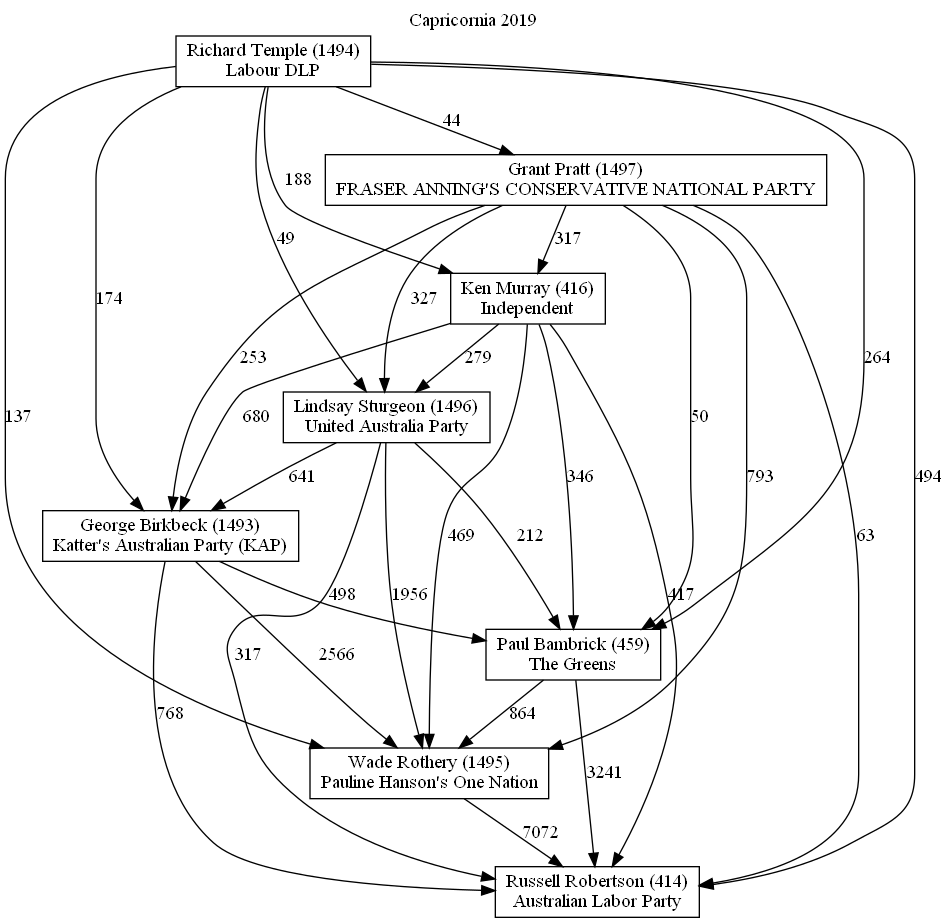 Capricornia 2019
Richard Temple (1494)
Labour DLP
44
Grant Pratt (1497)
FRASER ANNING'S CONSERVATIVE NATIONAL PARTY
188
49
317
Ken Murray (416)
Independent
174
327
253
279
264
137
Lindsay Sturgeon (1496)
United Australia Party
680
50
641
346
793
494
George Birkbeck (1493)
Katter's Australian Party (KAP)
469
212
63
498
1956
417
Paul Bambrick (459)
The Greens
317
2566
768
864
Wade Rothery (1495)
Pauline Hanson's One Nation
3241
7072
Russell Robertson (414)
Australian Labor Party